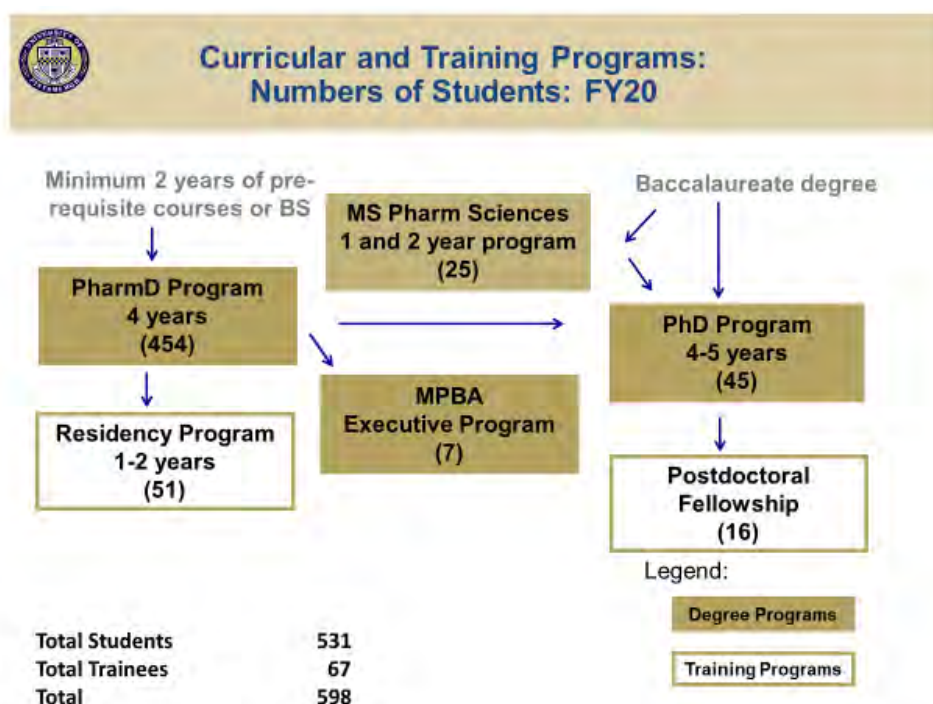 UNIVERSITY OF
PITTSBURGH
Curricular and Training Programs:
Numbers of Students: FY20
Minimum 2 years of pre-
requisite courses or BS
Baccalaureate degree
MS Pharm Sciences
1 and 2 year program
(25)
PharmD Program
4 years
(454)
PhD Program
4-5 years
(45)
MPBA
Executive Program
(7)
Residency Program
1-2 years
(51)
Postdoctoral
Fellowship
(16)
Legend:
Degree Programs
Training Programs
Total Students 531
Total Trainees 67
Total 598